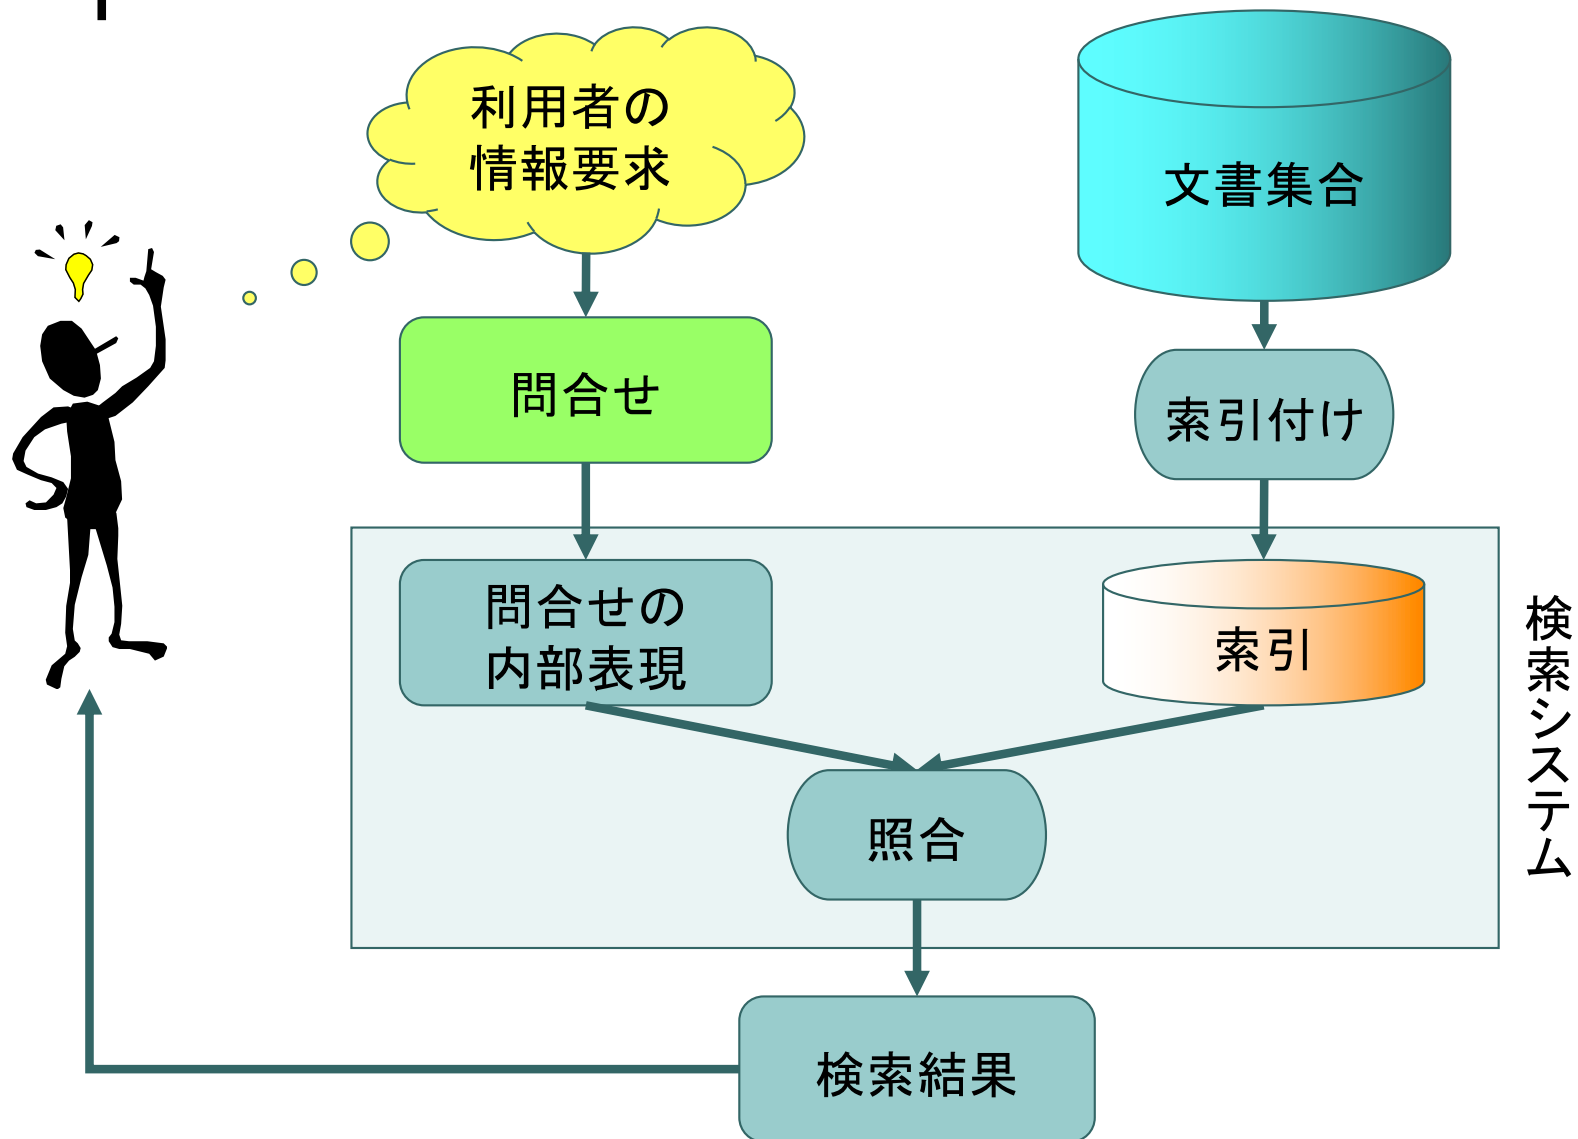 利用者の
情報要求
文書集合
問合せ
索引付け
問合せの
内部表現
索引
検索システム
照合
検索結果